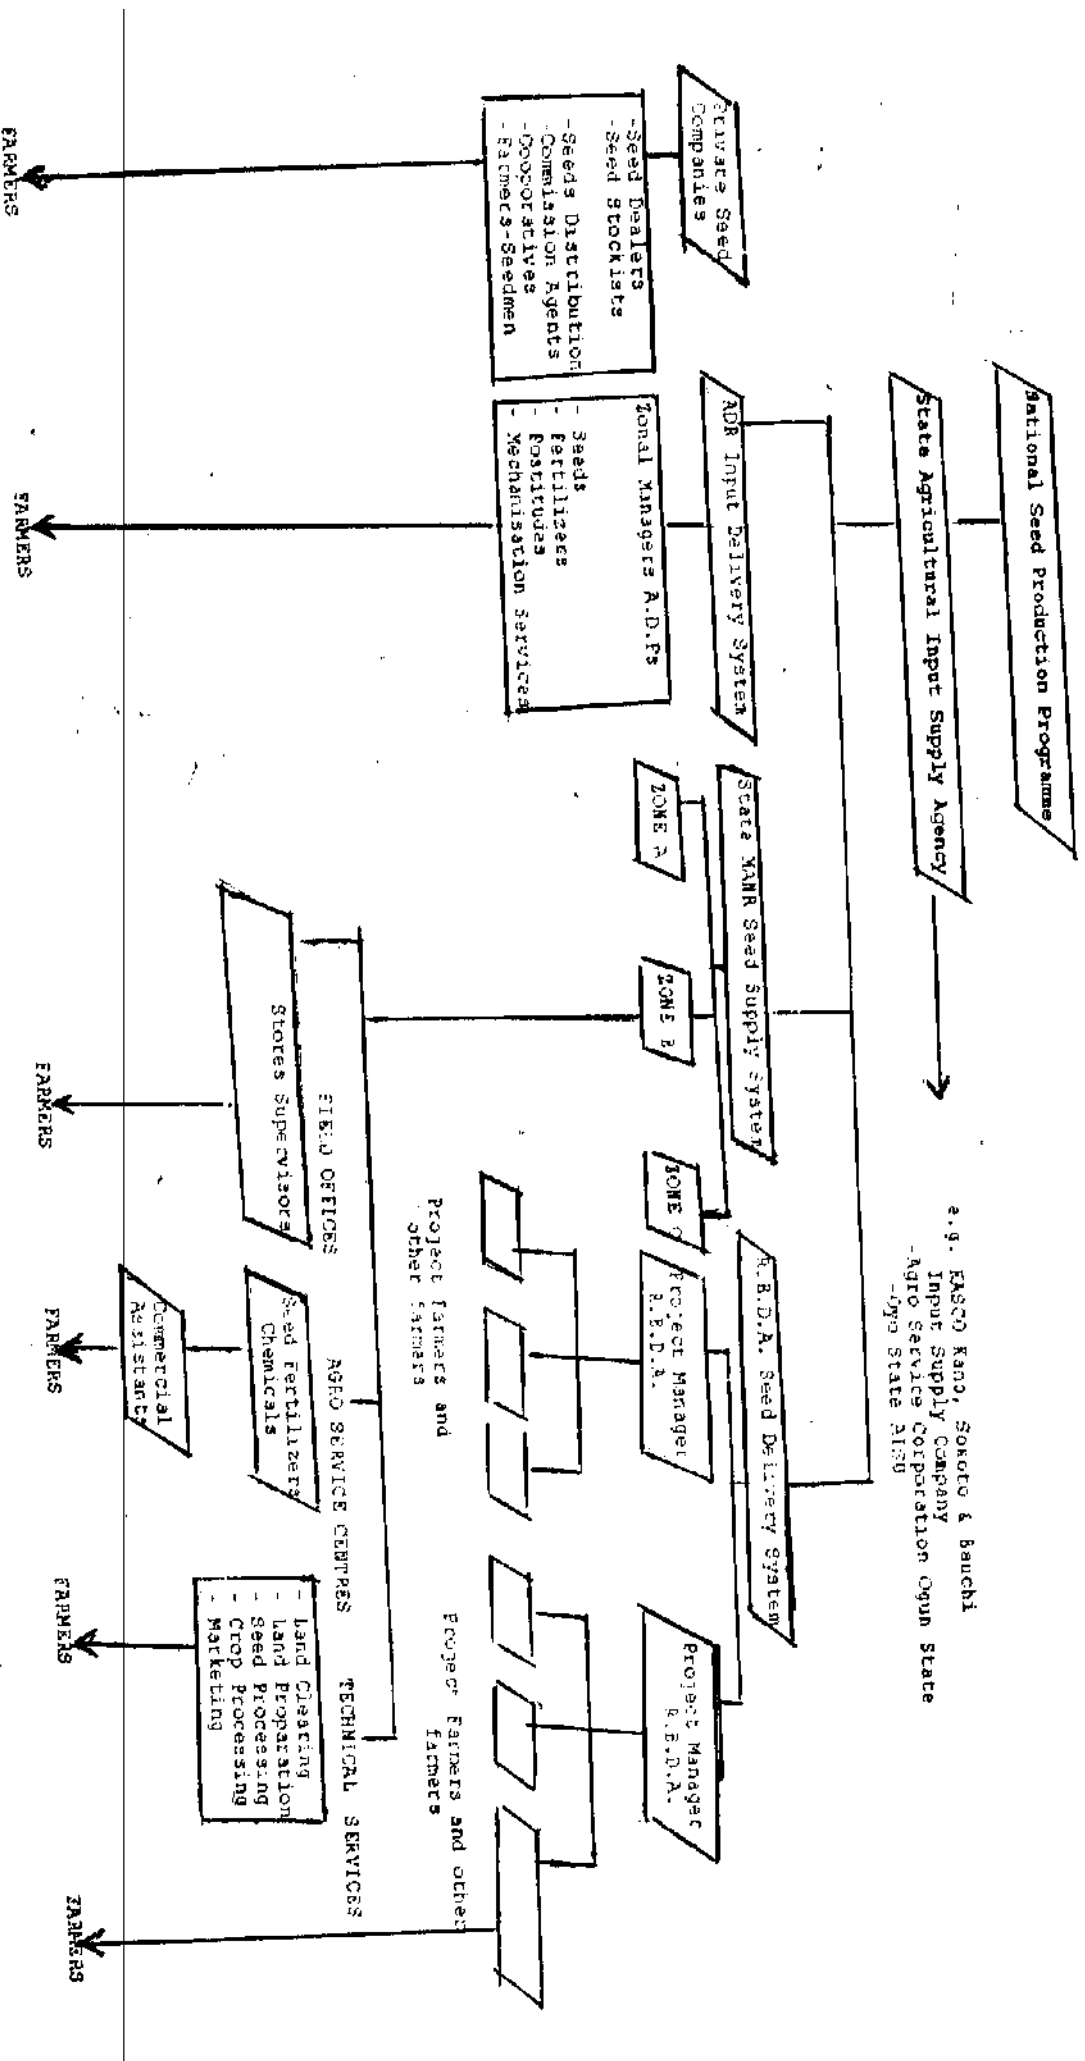 National Seed Production Programme
State Agricultural Input Supply Agency
e.g. KASCO Kano, Sokoto & Bauchi
Input Supply Company
-Agro Service Corporation Ogun State
-Oyo State AISU
Private Seed
Companies
ADB Input Delivery System
State MANR Seed Supply System
R.B.D.A. Seed Delivery System
-Seed Dealers
-Seed Stockists
-Seeds Distribution
-Commission Agents
-Cooporatives
-Farmers-Seedmen
Zonal Managers A.D.Ps
- Seeds
- Fertilizers
- Postitudes
- Mechanisation Services
ZONE A
ZONE B
ZONE C
Project Manager
R.B.D.A.
Project Manager
R.B.D.A.
Project farmers and
other farmers
Project Farmers and other
farmers
FIELD OFFICES
AGRO SERVICE CENTRES
TECHNICAL SERVICES
Stores Supervisors
Seed Fertilizers
Chemicals
- Land Clearing
- Land Proparation
- Seed Processing
- Crop Processing
- Marketing
Commercial
Assistants
FARMERS
FARMERS
FARMERS
FARMERS
FARMERS
FARMERS